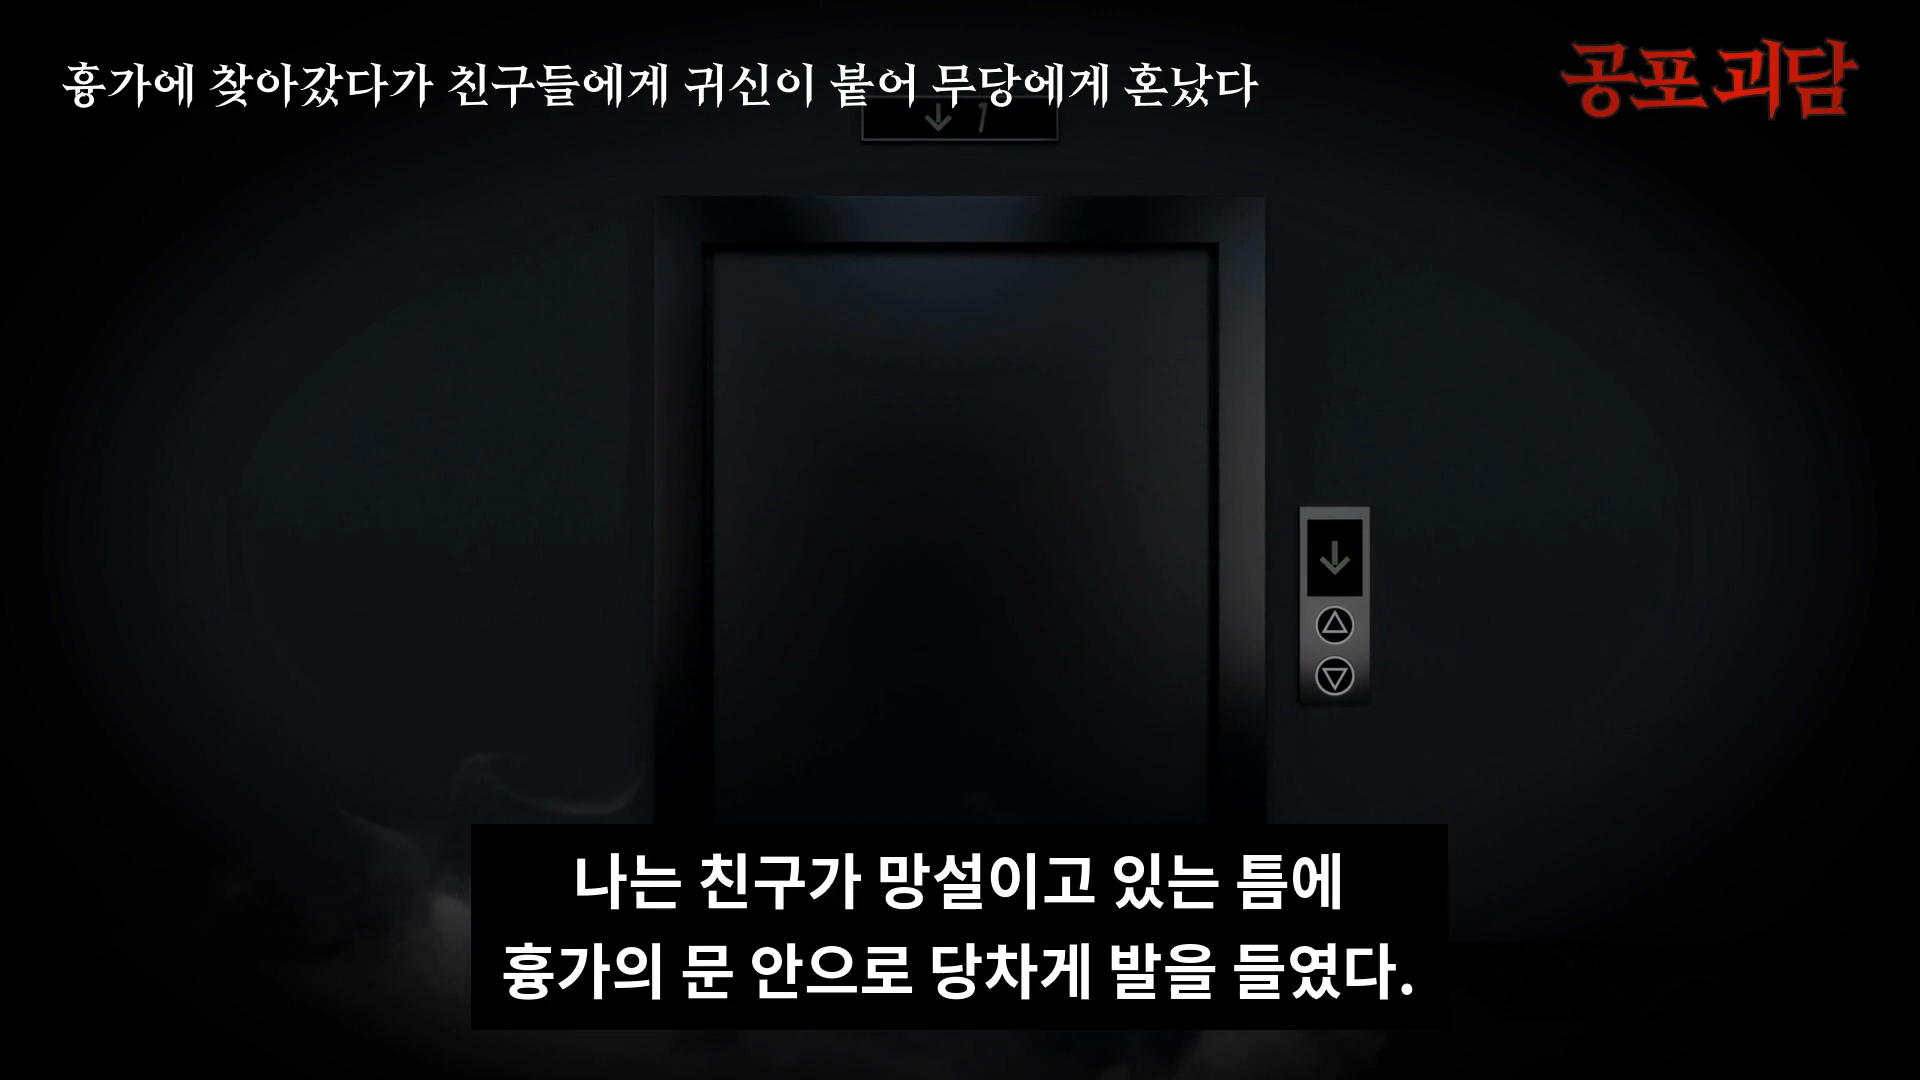 흉가에 찾아갔다가 친구들에게 귀신이 붙어 무당에게 혼났다
공포 괴담
↓ 1
나는 친구가 망설이고 있는 틈에
흉가의 문 안으로 당차게 발을 들였다.